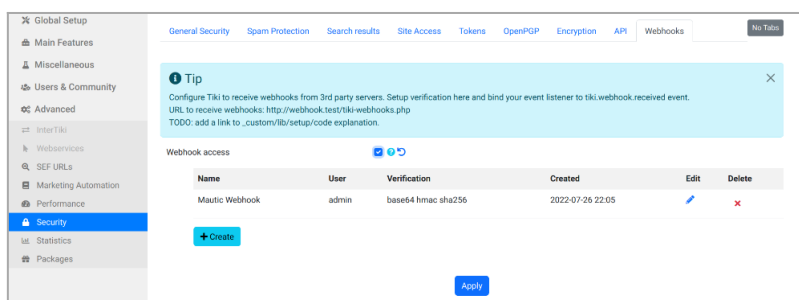 Global Setup
Main Features
Miscellaneous
Users & Community
Advanced
InterTiki
Webservices
SEF URLs
Marketing Automation
Performance
Security
Statistics
Packages
General Security Spam Protection Search results Site Access Tokens OpenPGP Encryption API Webhooks
No Tabs
Tip
Configure Tiki to receive webhooks from 3rd party servers. Setup verification here and bind your event listener to tiki.webhook.received event.
URL to receive webhooks: http://webhook.test/tiki-webhooks.php
TODO: add a link to _custom/lib/setup/code explanation.
Webhook access
Name User Verification Created Edit Delete
Mautic Webhook admin base64 hmac sha256 2022-07-26 22:05
+ Create
Apply